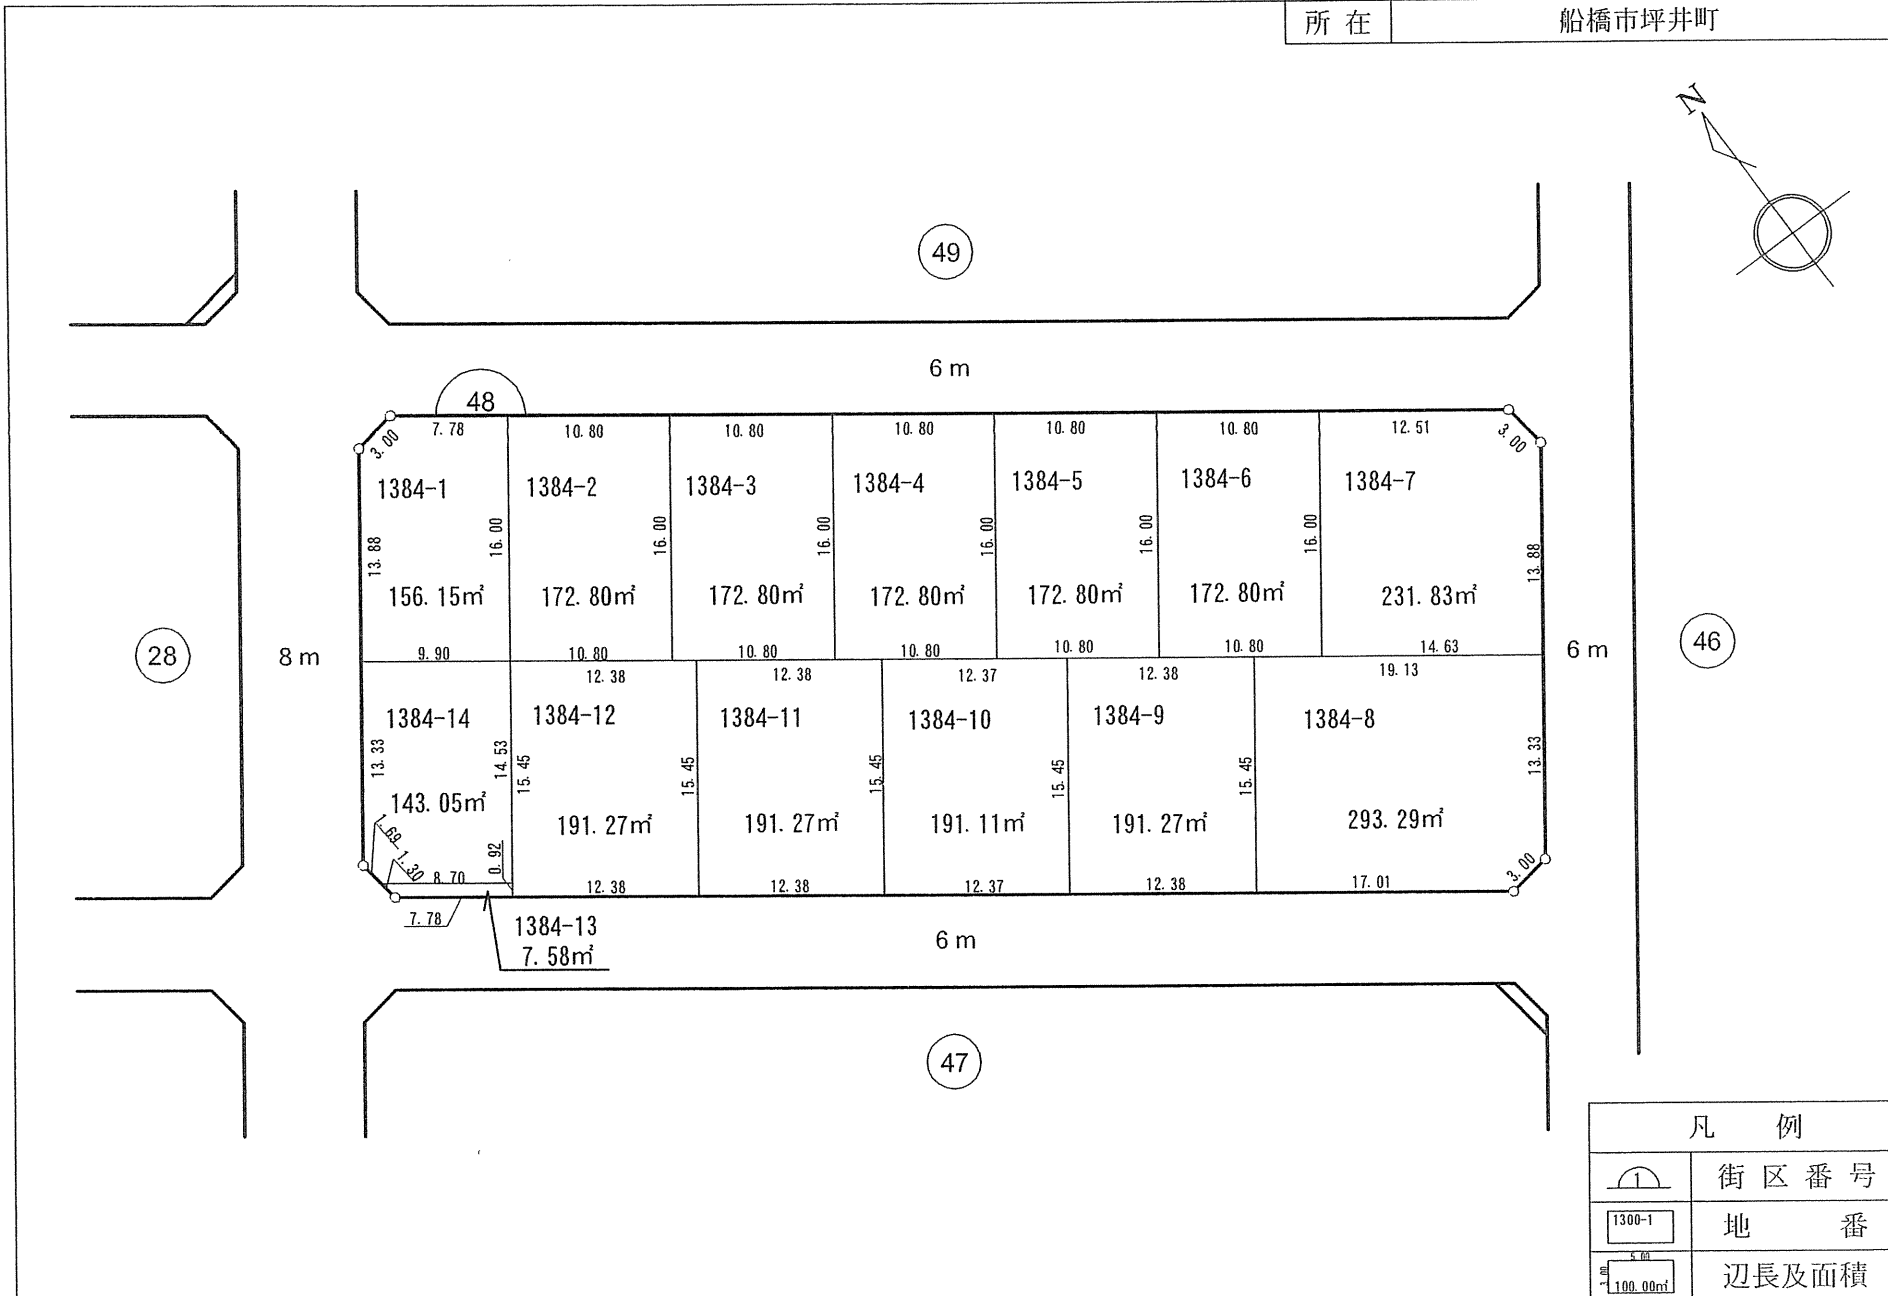 所 在 船橋市坪井町
N
49
6 m
48
7.78 10.80 10.80 10.80 10.80 10.80 12.51
3.00 3.00
1384-1 1384-2 1384-3 1384-4 1384-5 1384-6 1384-7
13.88 16.00 16.00 16.00 16.00 16.00 16.00 13.88
156.15㎡ 172.80㎡ 172.80㎡ 172.80㎡ 172.80㎡ 172.80㎡ 231.83㎡
28 8 m 6 m 46
9.90 10.80 10.80 10.80 10.80 10.80 14.63
12.38 12.38 12.37 12.38 19.13
1384-14 1384-12 1384-11 1384-10 1384-9 1384-8
13.33 14.53 15.45 15.45 15.45 15.45 15.45 13.33
143.05㎡ 191.27㎡ 191.27㎡ 191.11㎡ 191.27㎡ 293.29㎡
1.69 1.30 0.92 3.00
8.70 12.38 12.38 12.37 12.38 17.01
7.78
1384-13
7.58㎡
6 m
47
凡 例
1 街 区 番 号
1300-1 地 番
5.00
3.00 100.00㎡ 辺長及面積